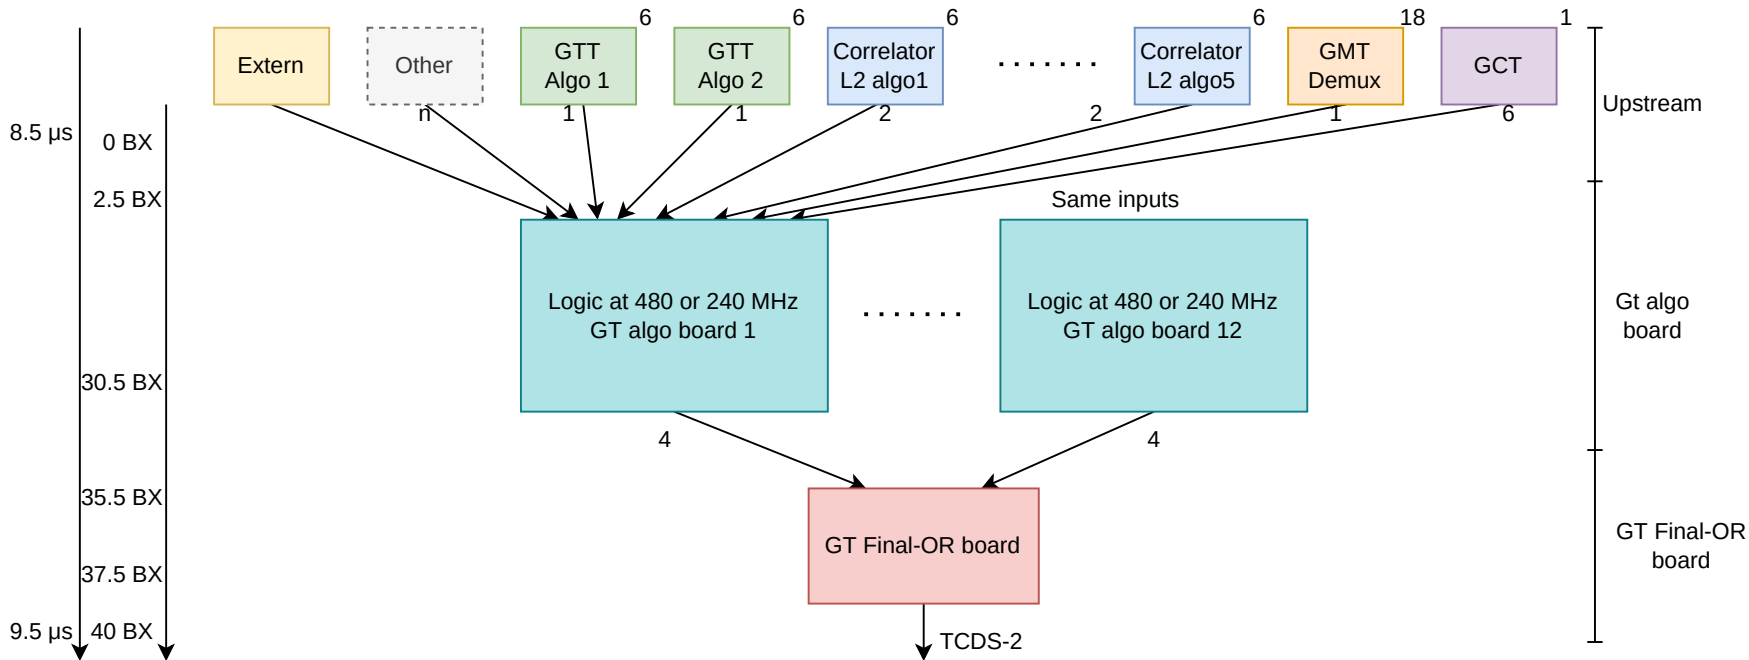 6
6
6
6
18
1
Extern
Other
GTT
Algo 1
GTT
Algo 2
Correlator
L2 algo1
.......
Correlator
L2 algo5
GMT
Demux
GCT
n
1
1
2
2
1
6
Upstream
8.5 µs
0 BX
2.5 BX
Same inputs
Logic at 480 or 240 MHz
GT algo board 1
.......
Logic at 480 or 240 MHz
GT algo board 12
Gt algo
board
30.5 BX
4
4
35.5 BX
GT Final-OR board
GT Final-OR
board
37.5 BX
9.5 µs
40 BX
TCDS-2